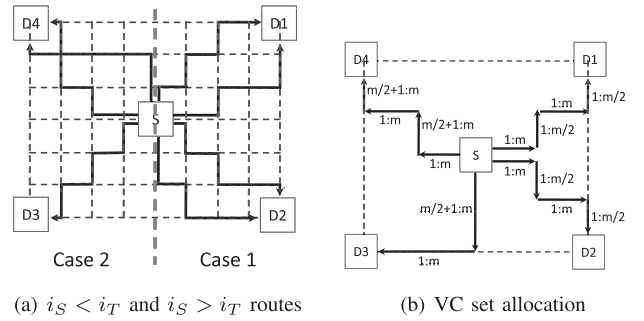 D4
D1
S
D3
D2
Case 2
Case 1
(a) i_S < i_T and i_S > i_T routes
D4
D1
m/2+1:m
1:m/2
1:m
1:m
m/2+1:m
1:m/2
1:m
S
1:m
1:m
1:m/2
m/2+1:m
1:m
1:m/2
D3
D2
1:m
(b) VC set allocation